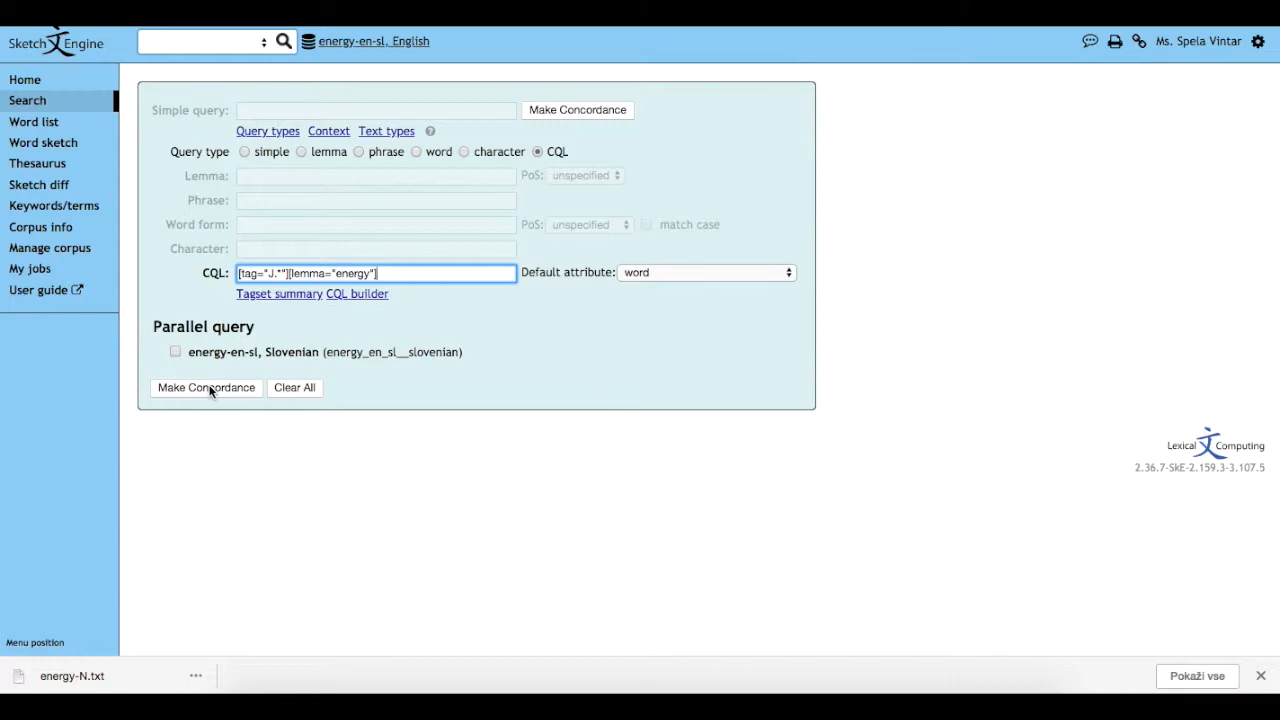 Sketch Engine
energy-en-sl, English
Ms. Spela Vintar
Home
Search
Word list
Word sketch
Thesaurus
Sketch diff
Keywords/terms
Corpus info
Manage corpus
My jobs
User guide
Menu position
Simple query:
Make Concordance
Query types Context Text types ?
Query type simple lemma phrase word character CQL
Lemma: PoS: unspecified
Phrase:
Word form: PoS: unspecified match case
Character:
CQL: [tag="J.*"][lemma="energy"] Default attribute: word
Tagset summary CQL builder
Parallel query
energy-en-sl, Slovenian (energy_en_sl__slovenian)
Make Concordance Clear All
Lexical 文 Computing
2.36.7-SkE-2.159.3-3.107.5
energy-N.txt
Pokaži vse